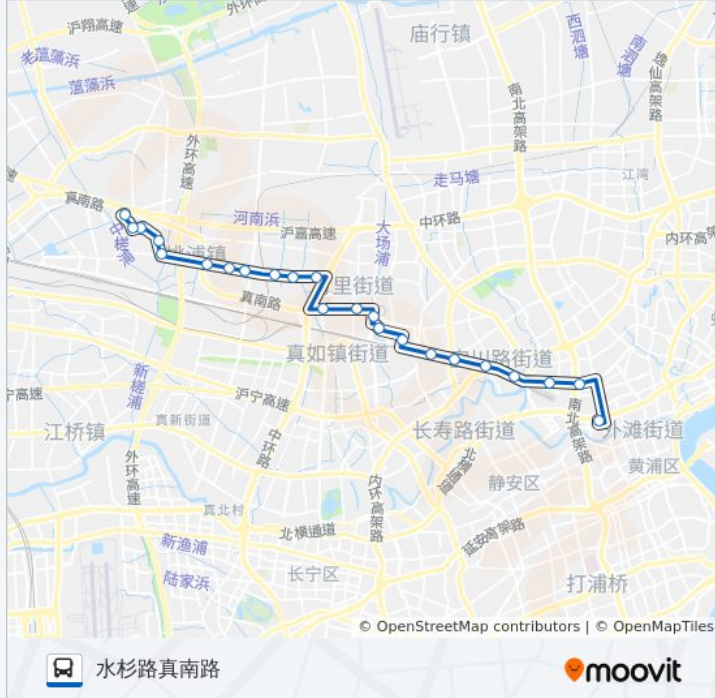 沪翔高速
外环高
庙行镇
西泗塘
南泗塘
逸仙高架路
老蕰藻浜
蕰藻浜
外环高速
南北高架路
走马塘
江湾
真南路
河南浜
大场浦
中环路
沪嘉高速
内环高
中槎浦
桃浦镇
里街道
真南路
真如镇街道
川路街道
新槎浦
沪宁高速
宁高速
真新街道
江桥镇
中环路
长寿路街道
南北高架路
外滩街道
黄浦区
外环高速
北横通道
静安区
内环高架路
真北村
北横通道
延安高架路
新渔浦
陆家浜
长宁区
打浦桥
© OpenStreetMap contributors | © OpenMapTiles
水杉路真南路
moovit